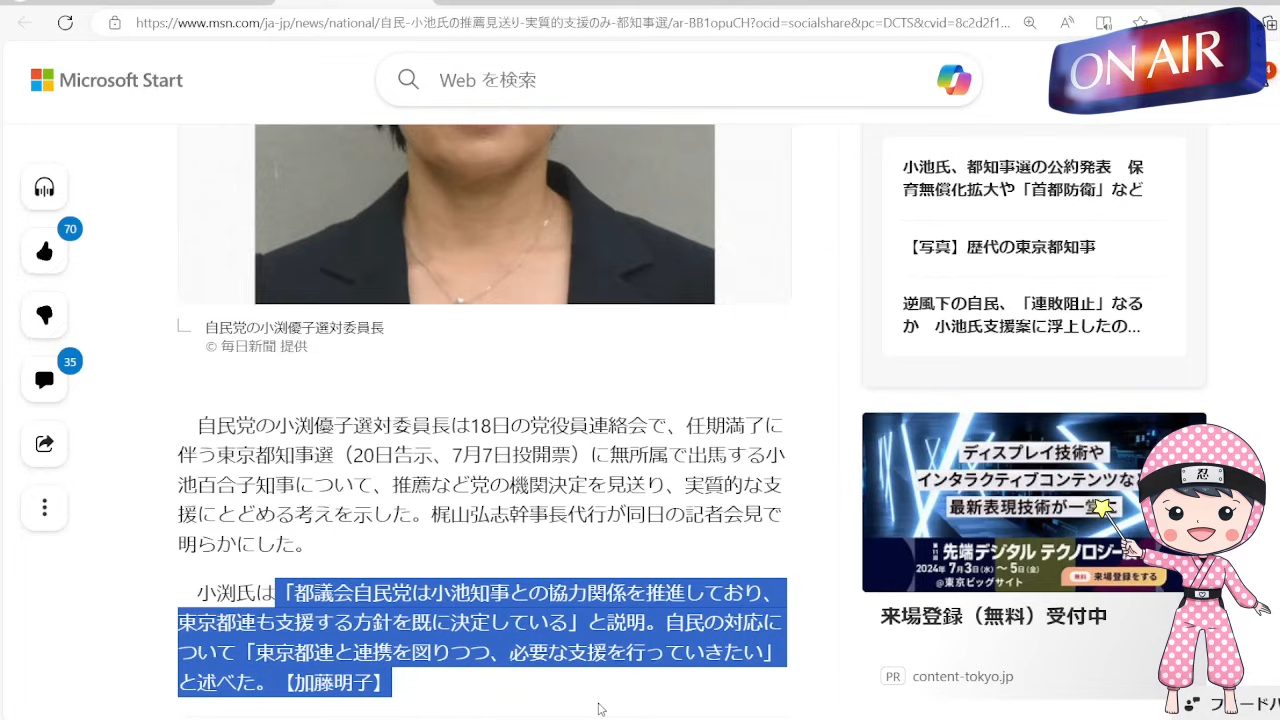 https://www.msn.com/ja-jp/news/national/自民-小池氏の推薦見送り-実質的支援のみ-都知事選/ar-BB1opuCH?ocid=socialshare&pc=DCTS&cvid=8c2d2f1...
ON AIR
Microsoft Start
Web を検索
小池氏、都知事選の公約発表 保
育無償化拡大や「首都防衛」など
【写真】歴代の東京都知事
逆風下の自民、「連敗阻止」なる
か 小池氏支援案に浮上したの...
70
35
自民党の小渕優子選対委員長
© 毎日新聞 提供
自民党の小渕優子選対委員長は18日の党役員連絡会で、任期満了に
伴う東京都知事選(20日告示、7月7日投開票)に無所属で出馬する小
池百合子知事について、推薦など党の機関決定を見送り、実質的な支
援にとどめる考えを示した。梶山弘志幹事長代行が同日の記者会見で
明らかにした。
小渕氏は「都議会自民党は小池知事との協力関係を推進しており、
東京都連も支援する方針を既に決定している」と説明。自民の対応に
ついて「東京都連と連携を図りつつ、必要な支援を行っていきたい」
と述べた。【加藤明子】
ディスプレイ技術や
インタラクティブコンテンツな
最新表現技術が一堂に
先端デジタル テクノロジー
2024年7月3日(水)〜5日(金)
@東京ビッグサイト
無料 来場登録をする
忍
来場登録(無料)受付中
PR content-tokyo.jp